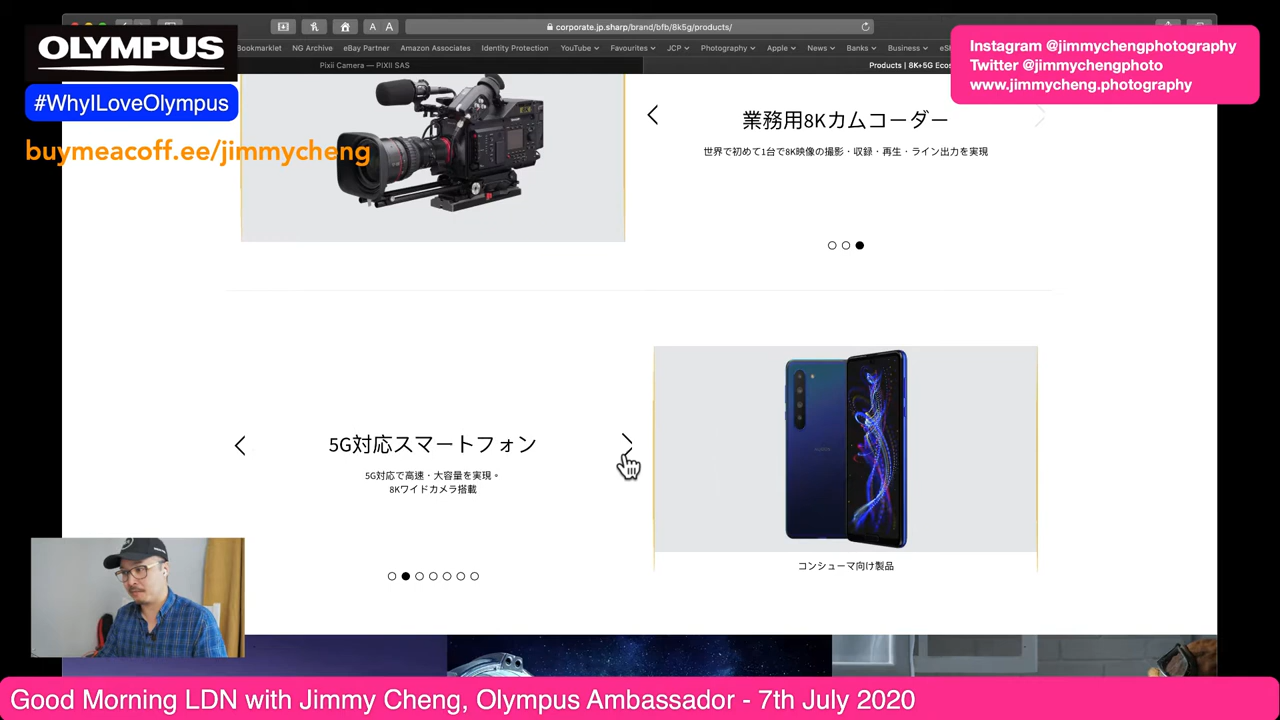 OLYMPUS
#WhyILoveOlympus
buymeacoff.ee/jimmycheng
A A
corporate.jp.sharp/brand/bfb/8k5g/products/
Bookmarklet NG Archive eBay Partner Amazon Associates Identity Protection YouTube Favourites JCP Photography Apple News Banks Business
Pixii Camera — PIXII SAS
Products | 8K+5G Ecos
Instagram @jimmychengphotography
Twitter @jimmychengphoto
www.jimmycheng.photography
業務用8Kカムコーダー
世界で初めて1台で8K映像の撮影・収録・再生・ライン出力を実現
5G対応スマートフォン
5G対応で高速・大容量を実現。
8Kワイドカメラ搭載
コンシューマ向け製品
Good Morning LDN with Jimmy Cheng, Olympus Ambassador - 7th July 2020